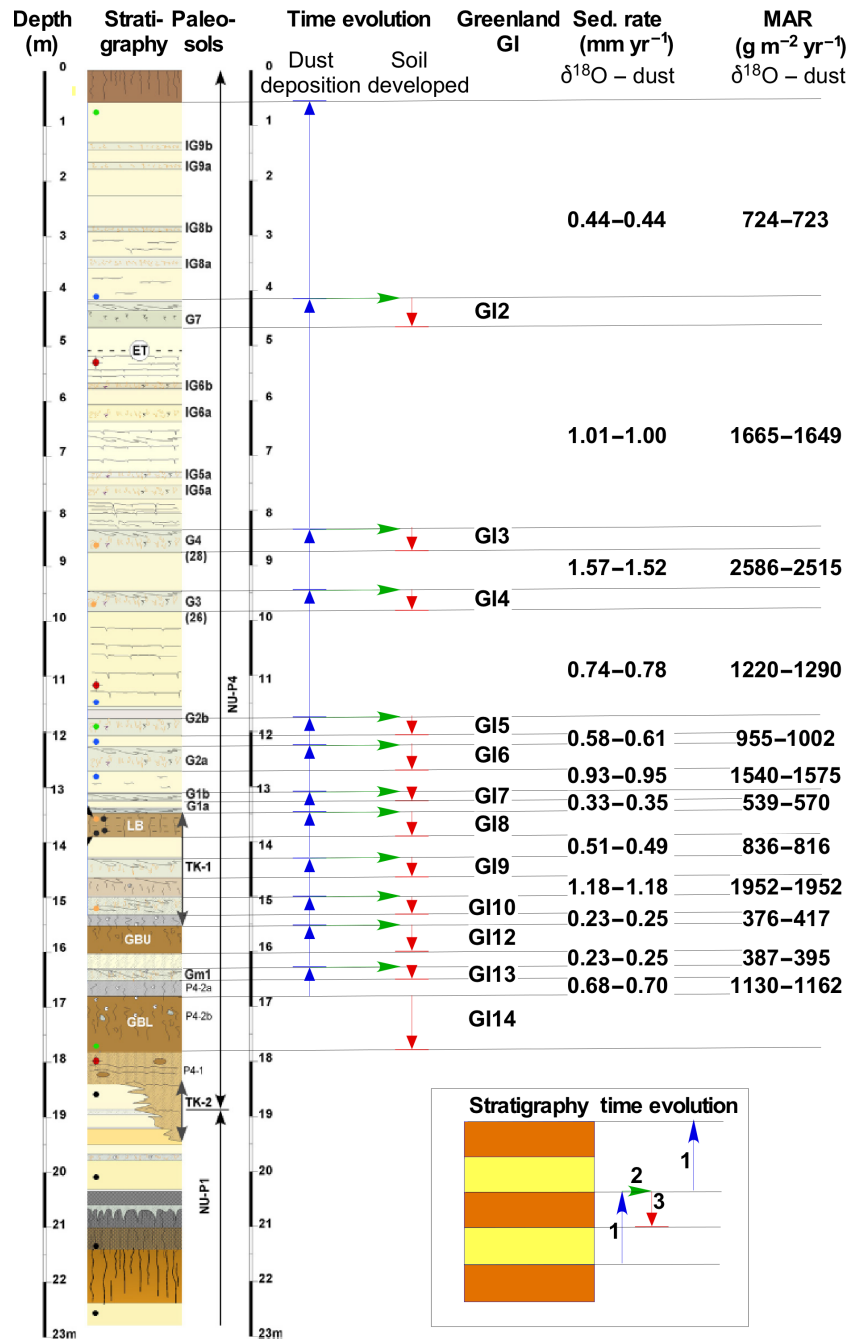 Depth (m)
Strati-graphy
Paleo-sols
Time evolution
Greenland GI
Sed. rate (mm yr⁻¹)
MAR (g m⁻² yr⁻¹)
Dust deposition
Soil developed
δ¹⁸O – dust
δ¹⁸O – dust
0
0
1
1
IG9b
IG9a
2
2
0.44–0.44
724–723
IG8b
3
3
IG8a
4
4
G7
GI2
5
5
ET
IG6b
6
6
IG6a
1.01–1.00
1665–1649
7
7
IG5a
IG5a
8
8
G4
(28)
GI3
9
9
1.57–1.52
2586–2515
G3
(26)
GI4
10
10
11
11
0.74–0.78
1220–1290
NU-P4
G2b
GI5
12
12
0.58–0.61
955–1002
G2a
GI6
0.93–0.95
1540–1575
13
13
G1b
G1a
GI7
0.33–0.35
539–570
LB
GI8
14
14
0.51–0.49
836–816
TK-1
GI9
1.18–1.18
1952–1952
15
15
GI10
0.23–0.25
376–417
GBU
GI12
16
16
0.23–0.25
387–395
Gm1
GI13
P4-2a
0.68–0.70
1130–1162
17
17
GBL
P4-2b
GI14
18
18
P4-1
TK-2
19
19
NU-P1
20
20
21
21
22
22
23m
23m
Stratigraphy time evolution
1
2
3
1